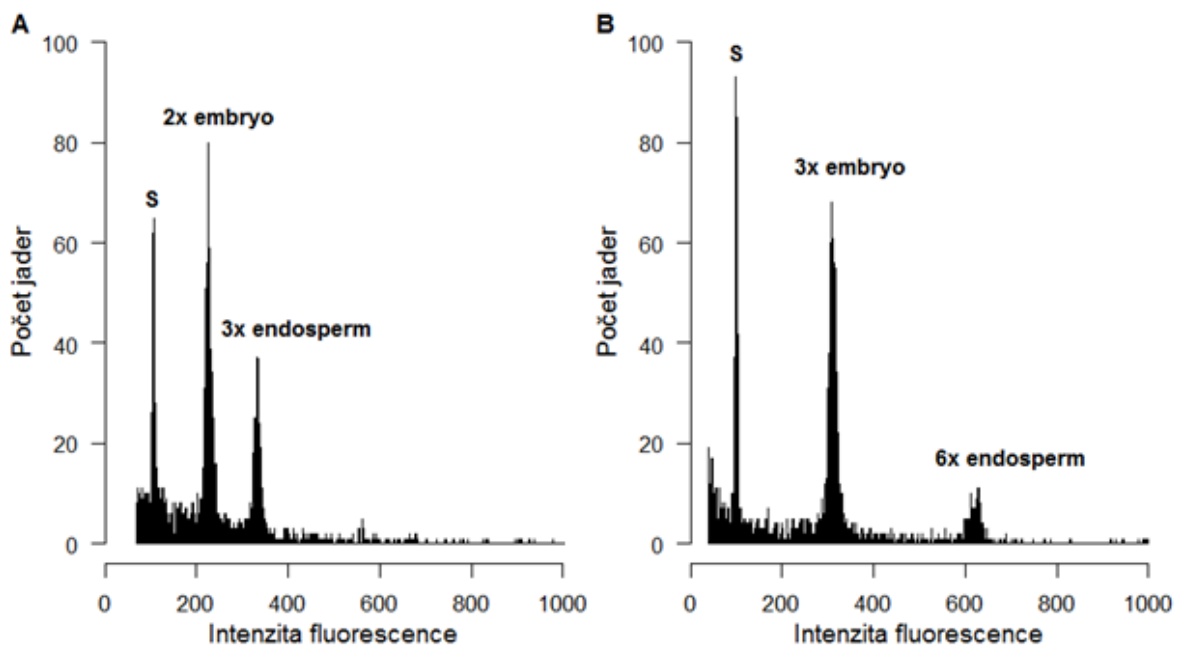 A
100
80
60
40
20
0
Počet jader
S
2x embryo
3x endosperm
0 200 400 600 800 1000
Intenzita fluorescence
B
100
80
60
40
20
0
Počet jader
S
3x embryo
6x endosperm
0 200 400 600 800 1000
Intenzita fluorescence